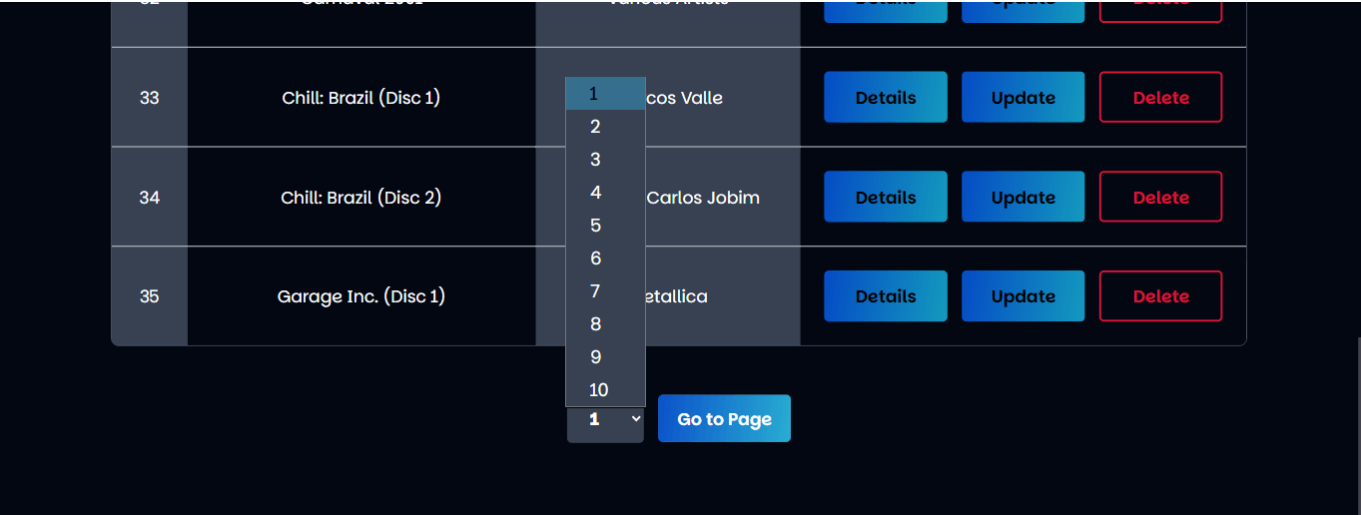 33 Chill: Brazil (Disc 1) cos Valle Details Update Delete
34 Chill: Brazil (Disc 2) Carlos Jobim Details Update Delete
35 Garage Inc. (Disc 1) etallica Details Update Delete
1
2
3
4
5
6
7
8
9
10
1 Go to Page